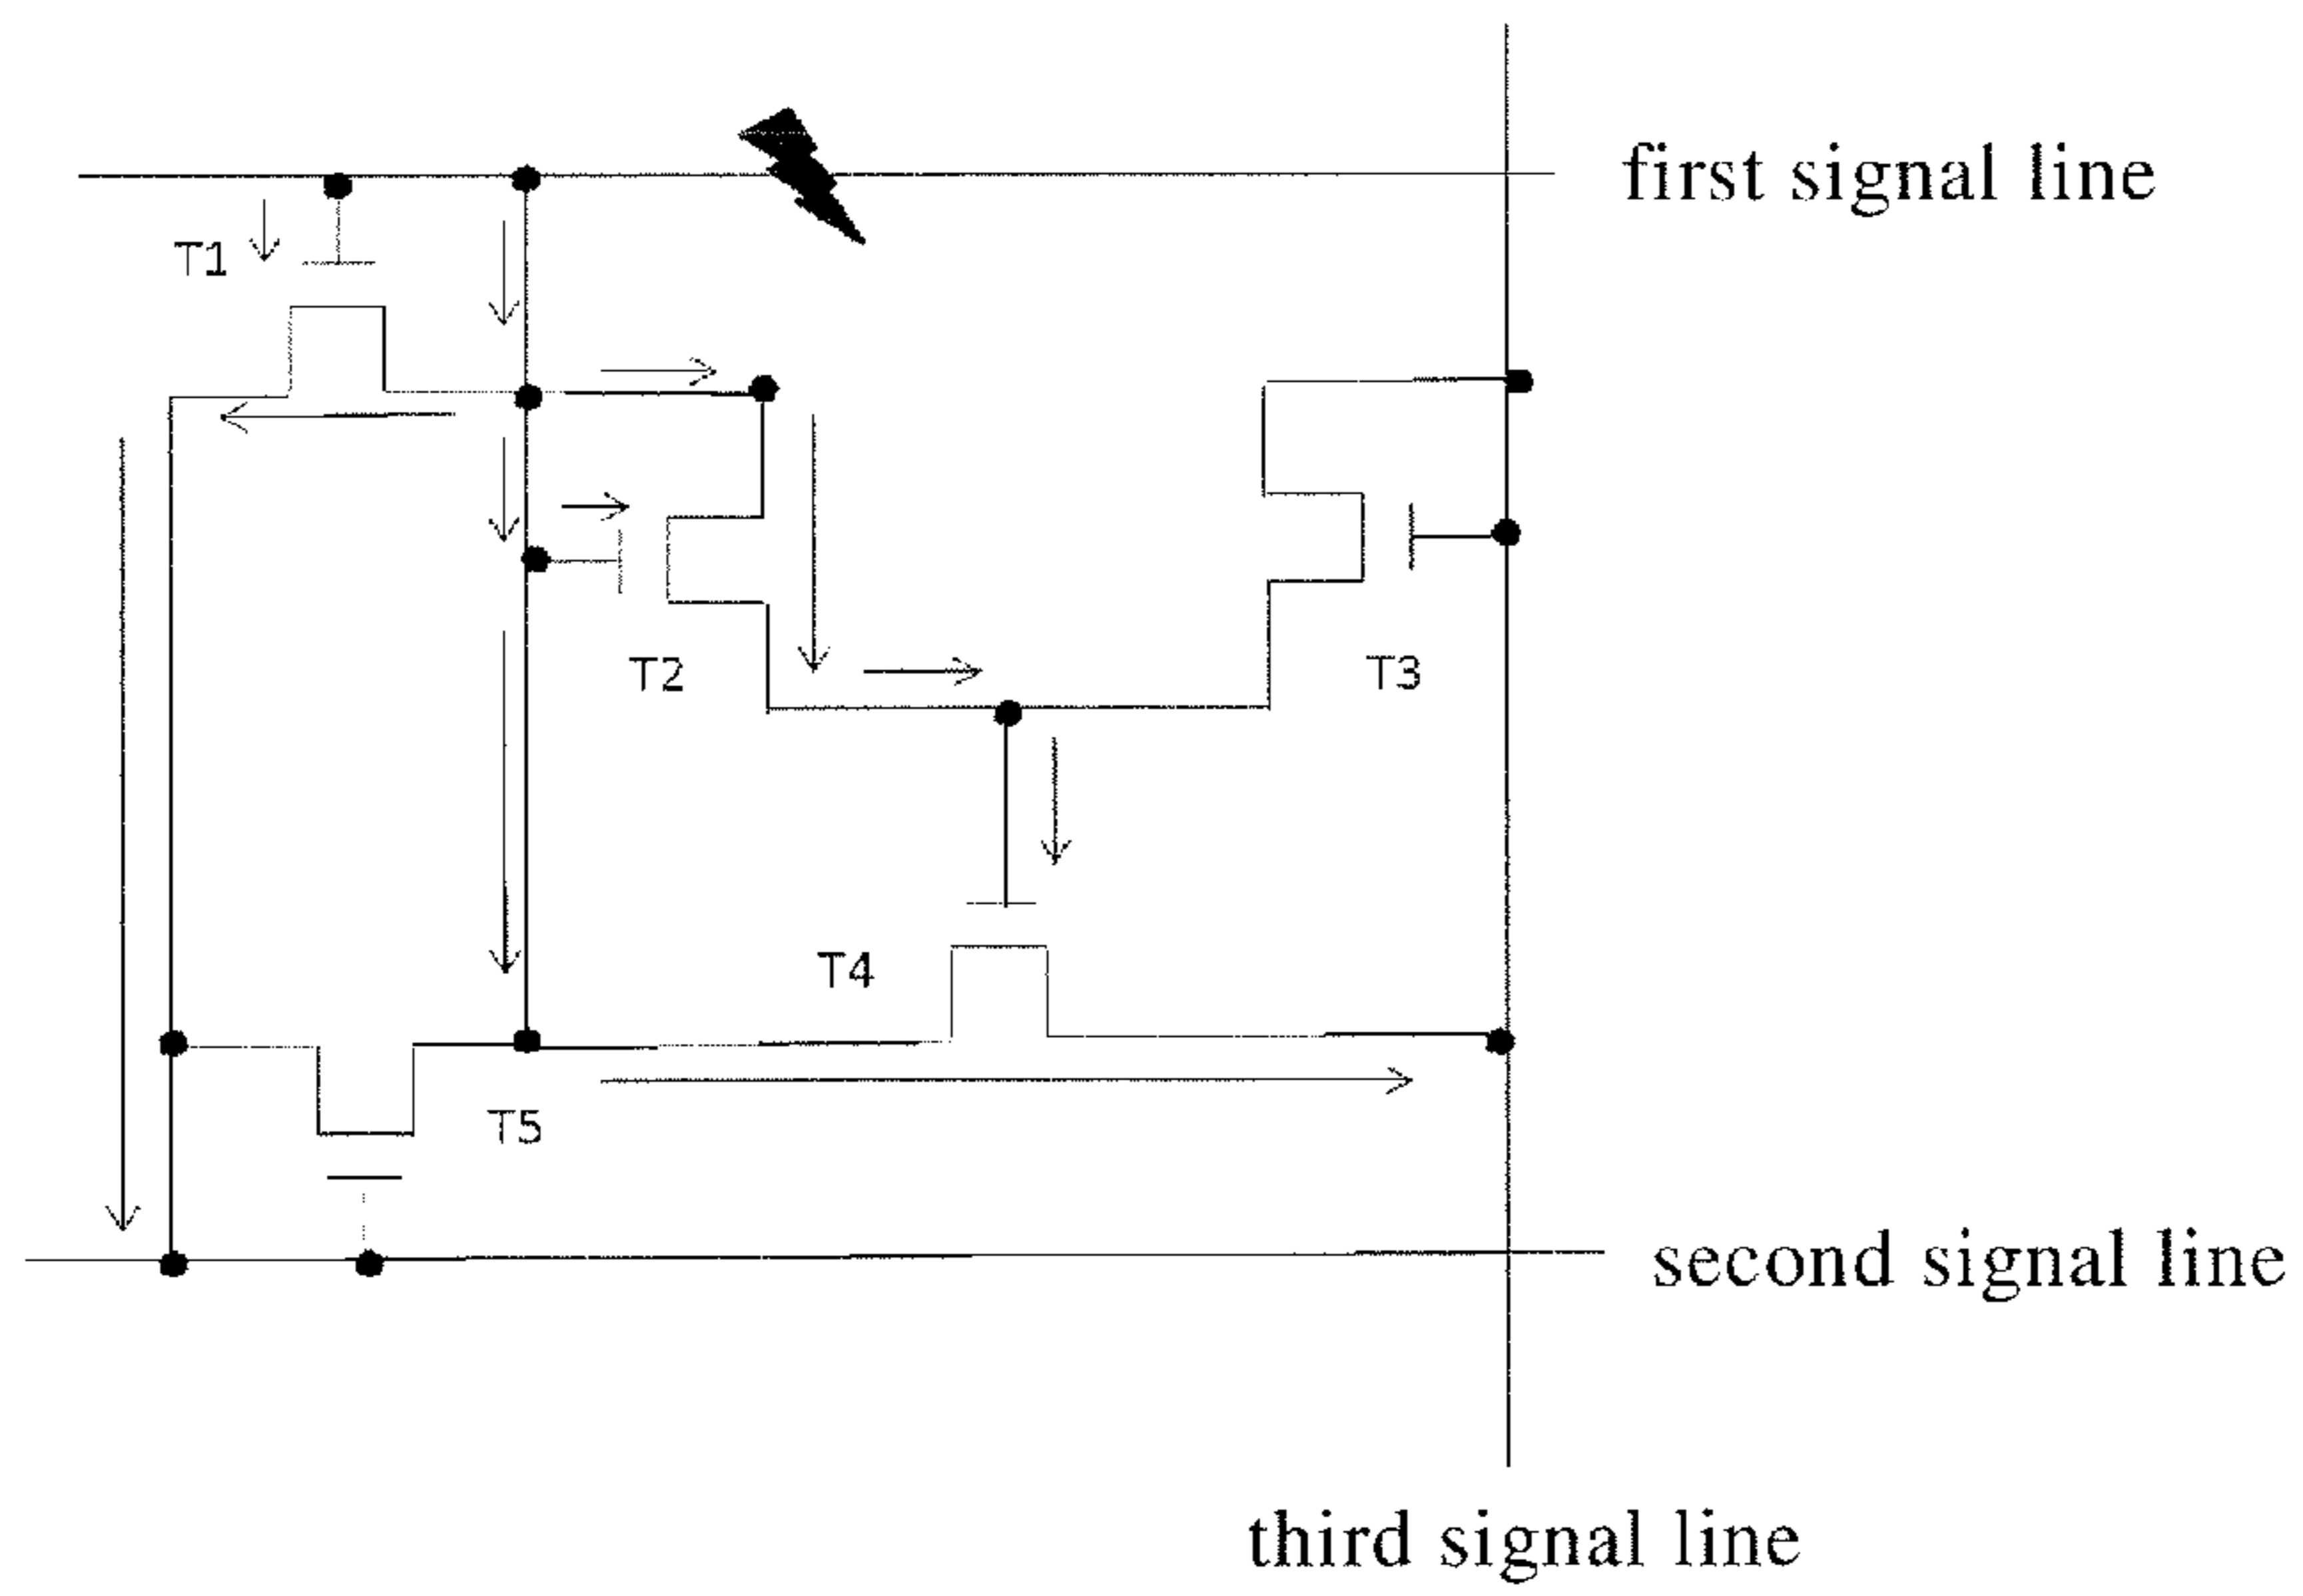 first signal line
T1
T2
T3
T4
T5
second signal line
third signal line